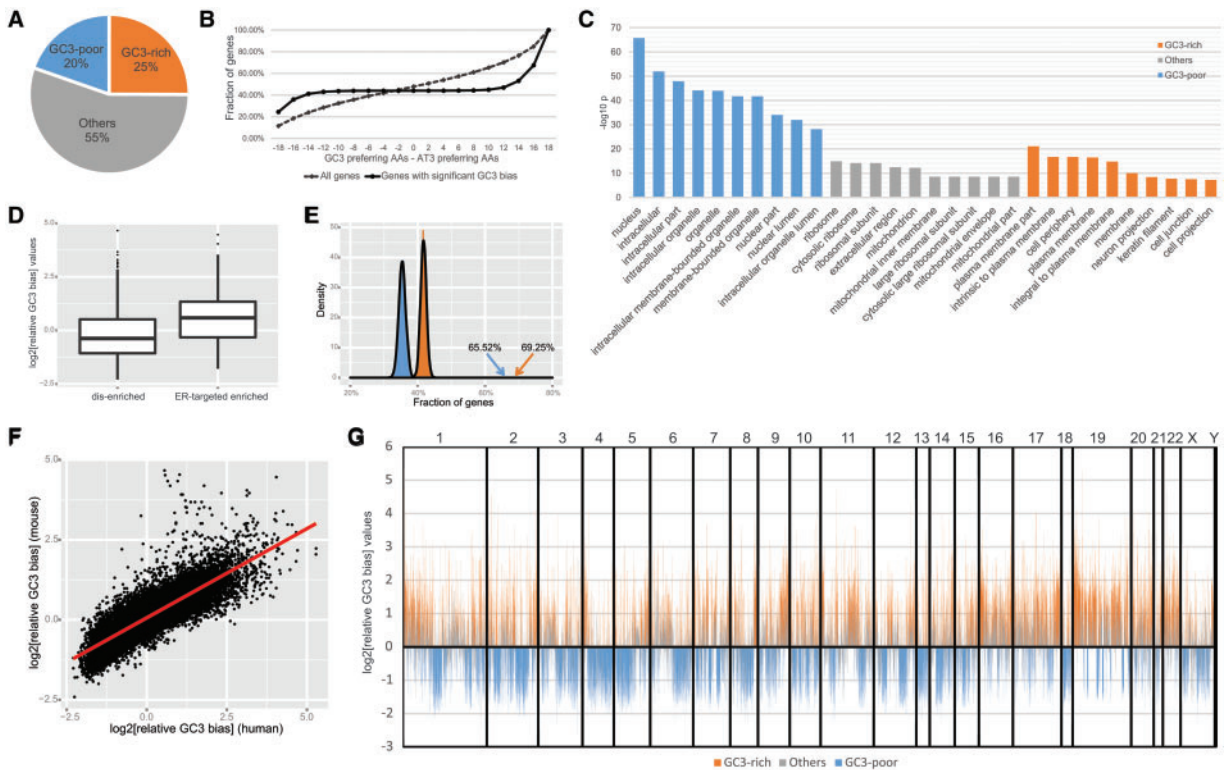 A
GC3-poor
20%
GC3-rich
25%
Others
55%
B
Fraction of genes
100.00%
80.00%
60.00%
40.00%
20.00%
0.00%
-18 -16 -14 -12 -10 -8 -6 -4 -2 0 2 4 6 8 10 12 14 16 18
GC3 preferring AAs - AT3 preferring AAs
All genes
Genes with significant GC3 bias
C
-log10 p
70
60
50
40
30
20
10
0
GC3-rich
Others
GC3-poor
nucleus
intracellular
intracellular part
intracellular organelle
organelle
intracellular membrane-bounded organelle
membrane-bounded organelle
nuclear part
nuclear lumen
intracellular organelle lumen
ribosome
cytosolic ribosome
ribosomal subunit
extracellular region
mitochondrion
mitochondrial inner membrane
large ribosomal subunit
cytosolic large ribosomal subunit
mitochondrial envelope
mitochondrial part
plasma membrane part
intrinsic to plasma membrane
cell periphery
plasma membrane
integral to plasma membrane
membrane
neuron projection
keratin filament
cell junction
cell projection
D
log2[relative GC3 bias] values
5.0
2.5
0.0
-2.5
dis-enriched
ER-targeted enriched
E
Density
50
40
30
20
10
0
65.52%
69.25%
20% 40% 60% 80%
Fraction of genes
F
log2[relative GC3 bias] (mouse)
5.0
2.5
0.0
-2.5
-2.5 0.0 2.5 5.0
log2[relative GC3 bias] (human)
G
1 2 3 4 5 6 7 8 9 10 11 12 13 14 15 16 17 18 19 20 21 22 X Y
log2[relative GC3 bias] values
6
5
4
3
2
1
0
-1
-2
-3
GC3-rich
Others
GC3-poor